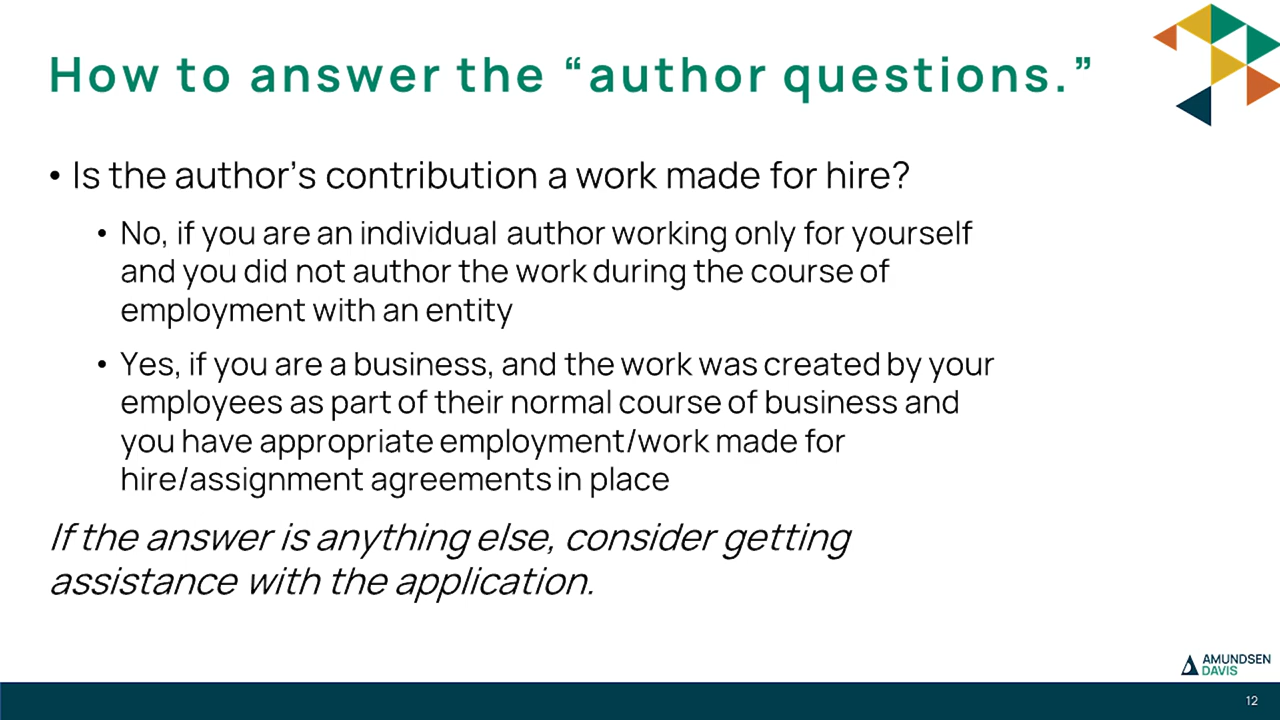 How to answer the “author questions.”
• Is the author’s contribution a work made for hire?
• No, if you are an individual author working only for yourself
and you did not author the work during the course of
employment with an entity
• Yes, if you are a business, and the work was created by your
employees as part of their normal course of business and
you have appropriate employment/work made for
hire/assignment agreements in place
If the answer is anything else, consider getting
assistance with the application.
AMUNDSEN
DAVIS
12